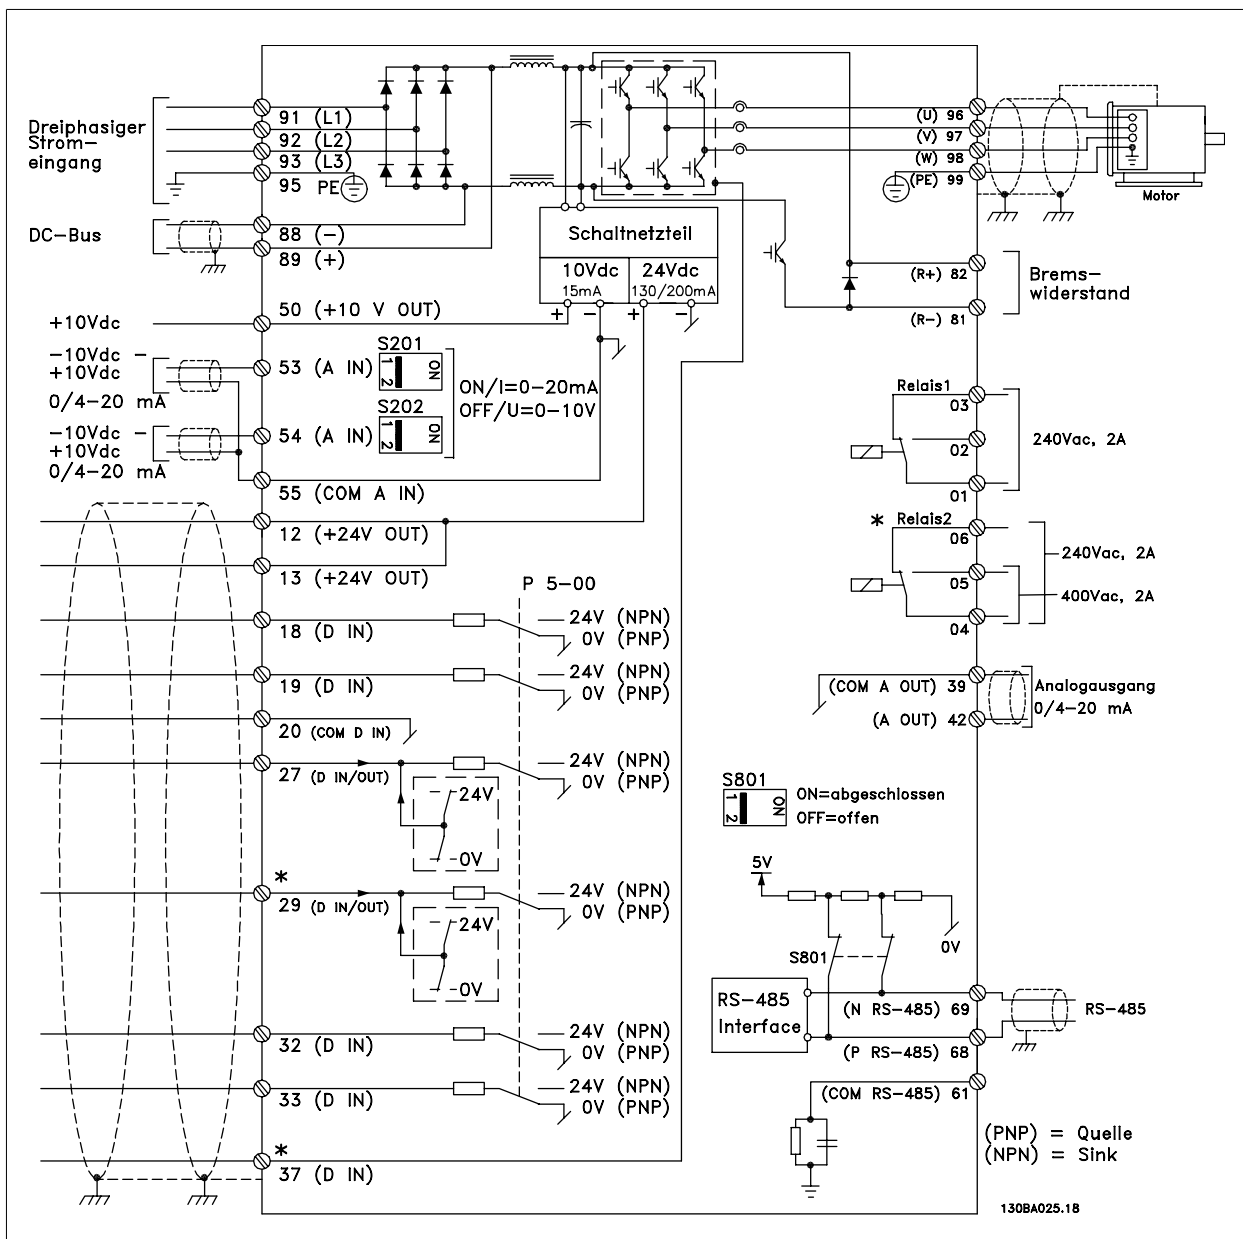 Dreiphasiger
Strom-
eingang
91 (L1)
92 (L2)
93 (L3)
95 PE
DC-Bus
88 (-)
89 (+)
+10Vdc
50 (+10 V OUT)
-10Vdc -
+10Vdc
0/4-20 mA
53 (A IN)
S201
1
2
ON
-10Vdc -
+10Vdc
0/4-20 mA
54 (A IN)
S202
1
2
ON
ON/I=0-20mA
OFF/U=0-10V
55 (COM A IN)
12 (+24V OUT)
13 (+24V OUT)
P 5-00
18 (D IN)
24V (NPN)
0V (PNP)
19 (D IN)
24V (NPN)
0V (PNP)
20 (COM D IN)
27 (D IN/OUT)
24V (NPN)
0V (PNP)
24V
0V
*
29 (D IN/OUT)
24V (NPN)
0V (PNP)
24V
0V
32 (D IN)
24V (NPN)
0V (PNP)
33 (D IN)
24V (NPN)
0V (PNP)
*
37 (D IN)
Schaltnetzteil
10Vdc
15mA
24Vdc
130/200mA
+ - + -
(U) 96
(V) 97
(W) 98
(PE) 99
Motor
(R+) 82
(R-) 81
Brems-
widerstand
Relais1
03
02
01
240Vac, 2A
* Relais2
06
05
04
240Vac, 2A
400Vac, 2A
(COM A OUT) 39
(A OUT) 42
Analogausgang
0/4-20 mA
S801
1
2
ON
ON=abgeschlossen
OFF=offen
5V
0V
S801
RS-485
Interface
(N RS-485) 69
(P RS-485) 68
(COM RS-485) 61
RS-485
(PNP) = Quelle
(NPN) = Sink
130BA025.18